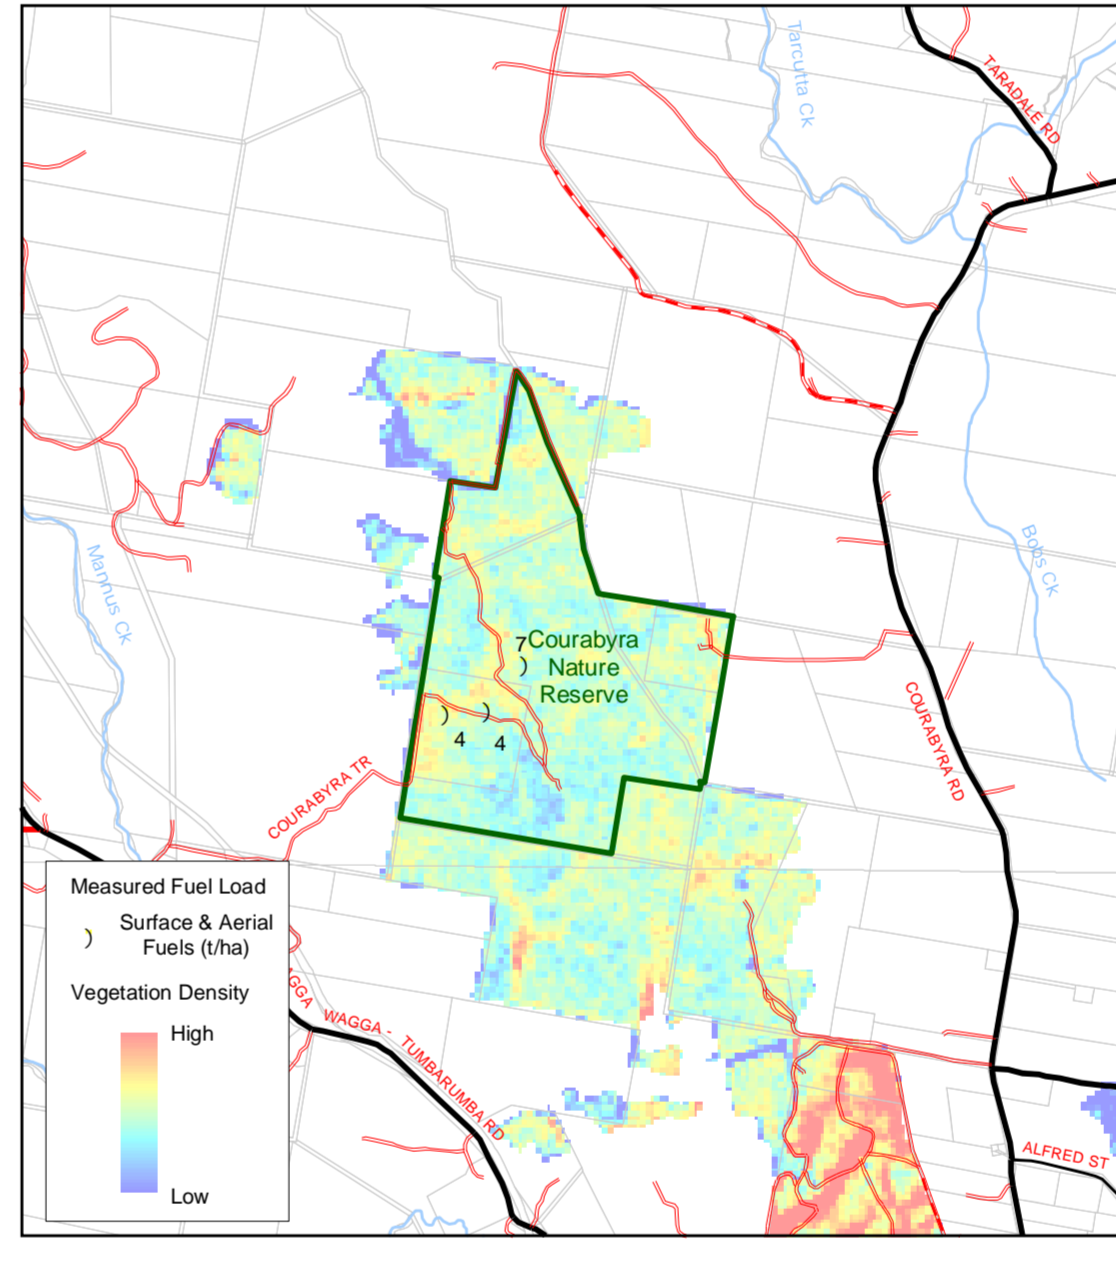 Tarcutta Ck
TARADALE RD
Mannus Ck
Bobs Ck
7
Courabyra
Nature
Reserve
4
4
COURABYRA RD
COURABYRA TR
Measured Fuel Load
)
Surface & Aerial
Fuels (t/ha)
Vegetation Density
High
Low
AGGA
WAGGA - TUMBARUMBA RD
ALFRED ST